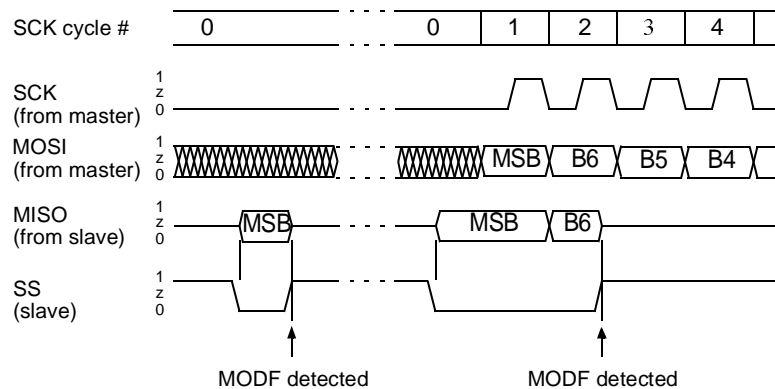 SCK cycle # 0 0 1 2 3 4
SCK
(from master)
1
z
0
MOSI
(from master)
1
z
0
MSB B6 B5 B4
MISO
(from slave)
1
z
0
MSB MSB B6
SS
(slave)
1
z
0
MODF detected MODF detected